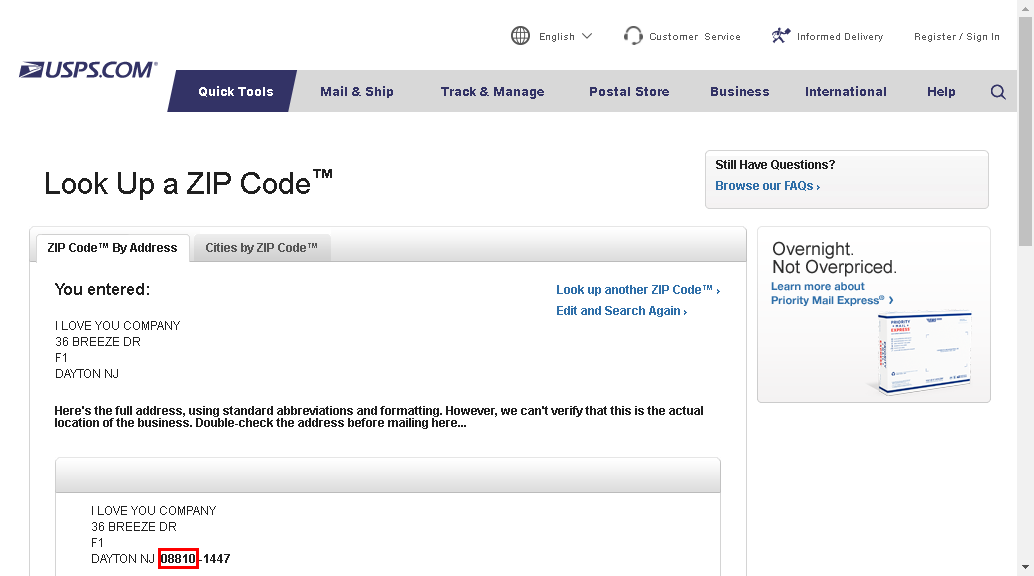 English
Customer Service
Informed Delivery
Register / Sign In
USPS.COM®
Quick Tools
Mail & Ship
Track & Manage
Postal Store
Business
International
Help
Look Up a ZIP Code™
Still Have Questions?
Browse our FAQs ›
ZIP Code™ By Address
Cities by ZIP Code™
You entered:
Look up another ZIP Code™ ›
Edit and Search Again ›
I LOVE YOU COMPANY
36 BREEZE DR
F1
DAYTON NJ
Here's the full address, using standard abbreviations and formatting. However, we can't verify that this is the actual
location of the business. Double-check the address before mailing here...
I LOVE YOU COMPANY
36 BREEZE DR
F1
DAYTON NJ 08810-1447
Overnight.
Not Overpriced.
Learn more about
Priority Mail Express® ›
PRIORITY
MAIL
EXPRESS